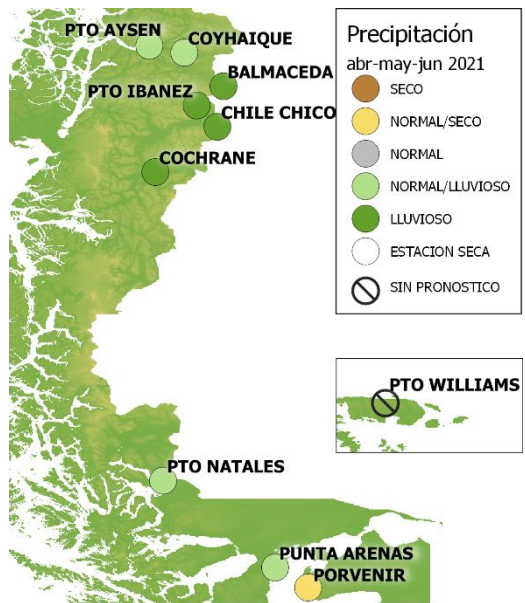 PTO AYSEN
COYHAIQUE
BALMACEDA
PTO IBANEZ
CHILE CHICO
COCHRANE
PTO NATALES
PUNTA ARENAS
PORVENIR
Precipitación
abr-may-jun 2021
SECO
NORMAL/SECO
NORMAL
NORMAL/LLUVIOSO
LLUVIOSO
ESTACION SECA
SIN PRONOSTICO
PTO WILLIAMS